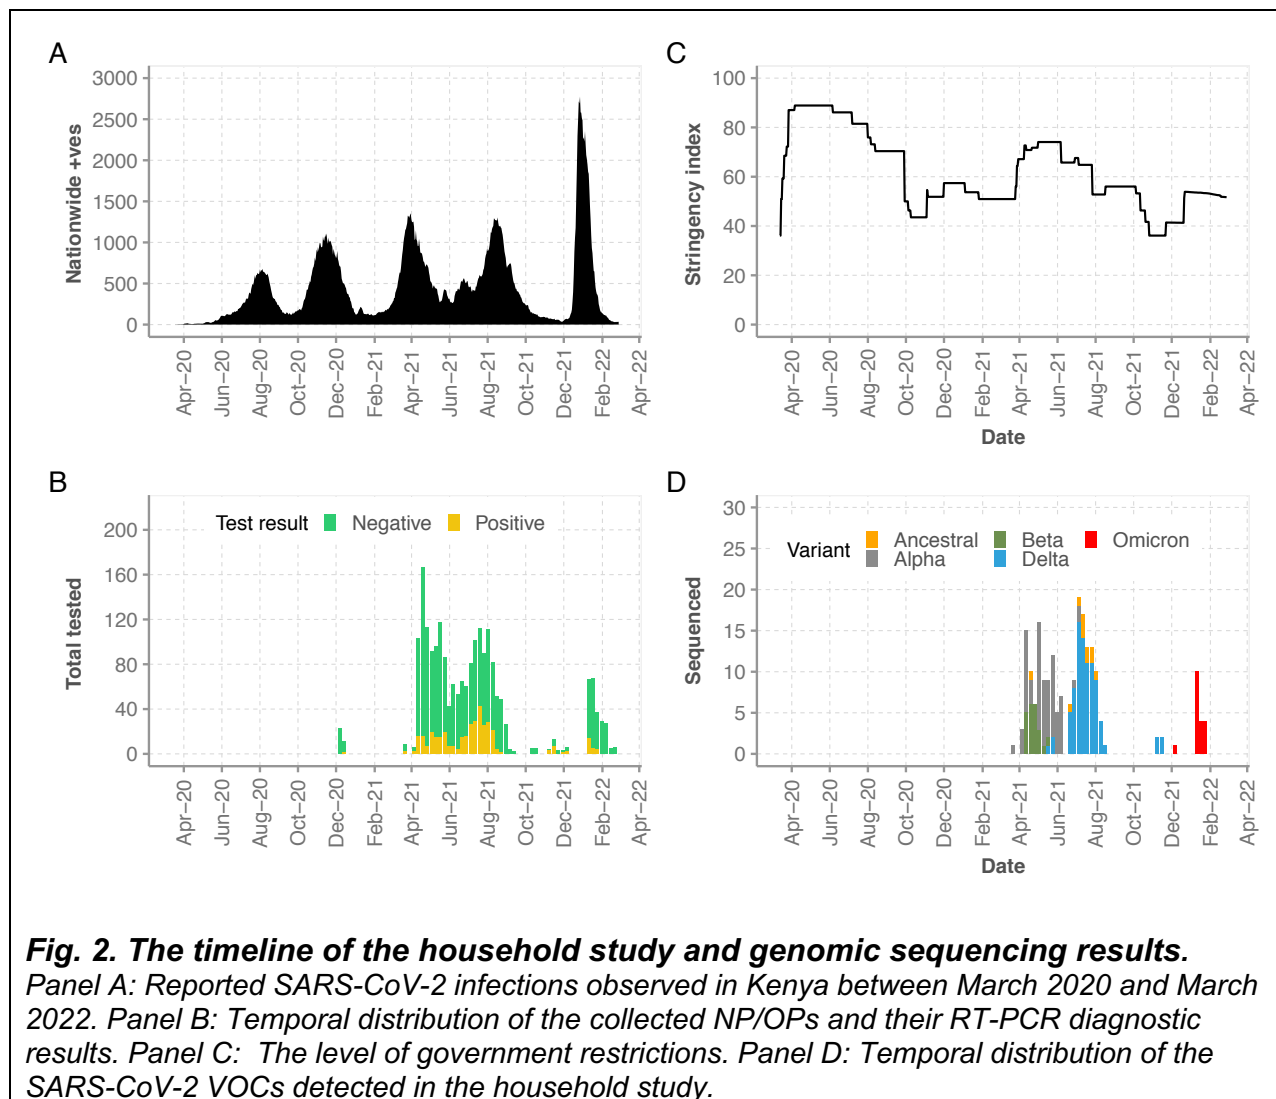 A
Nationwide +ves
3000
2500
2000
1500
1000
500
0
Apr−20
Jun−20
Aug−20
Oct−20
Dec−20
Feb−21
Apr−21
Jun−21
Aug−21
Oct−21
Dec−21
Feb−22
Apr−22
C
Stringency index
100
80
60
40
20
0
Apr−20
Jun−20
Aug−20
Oct−20
Dec−20
Feb−21
Apr−21
Jun−21
Aug−21
Oct−21
Dec−21
Feb−22
Apr−22
Date
B
Test result Negative Positive
Total tested
200
160
120
80
40
0
Apr−20
Jun−20
Aug−20
Oct−20
Dec−20
Feb−21
Apr−21
Jun−21
Aug−21
Oct−21
Dec−21
Feb−22
Apr−22
D
Variant Ancestral Beta Omicron
Alpha Delta
Sequenced
30
25
20
15
10
5
0
Apr−20
Jun−20
Aug−20
Oct−20
Dec−20
Feb−21
Apr−21
Jun−21
Aug−21
Oct−21
Dec−21
Feb−22
Apr−22
Date
Fig. 2. The timeline of the household study and genomic sequencing results.
Panel A: Reported SARS-CoV-2 infections observed in Kenya between March 2020 and March
2022. Panel B: Temporal distribution of the collected NP/OPs and their RT-PCR diagnostic
results. Panel C: The level of government restrictions. Panel D: Temporal distribution of the
SARS-CoV-2 VOCs detected in the household study.